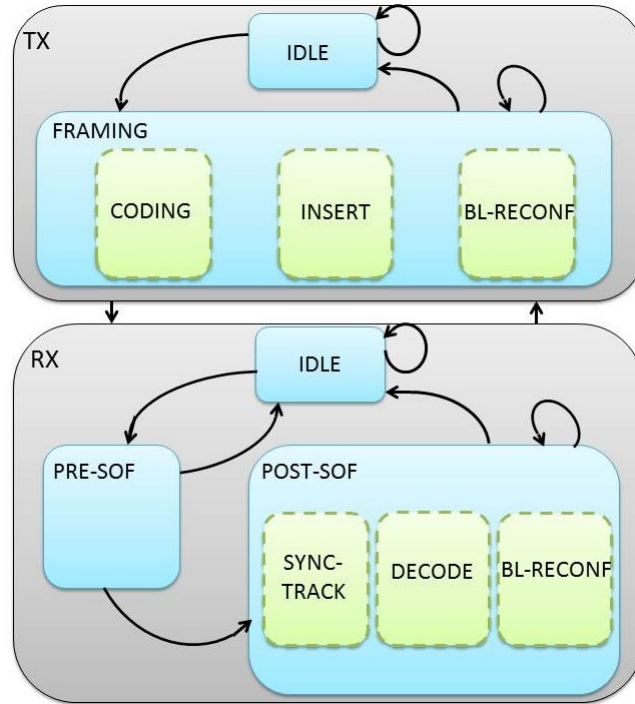 TX
IDLE
FRAMING
CODING
INSERT
BL-RECONF
RX
IDLE
PRE-SOF
POST-SOF
SYNC-
TRACK
DECODE
BL-RECONF